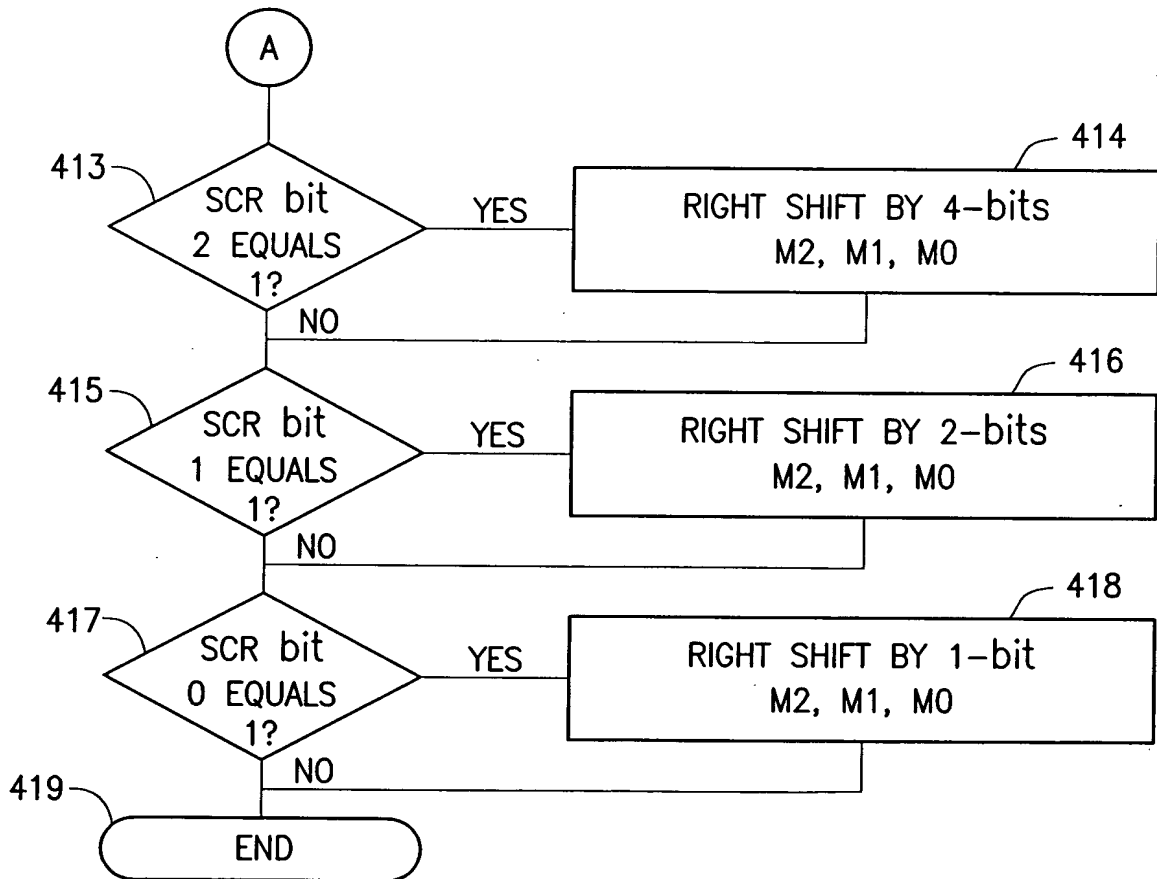 A
413
SCR bit
2 EQUALS
1?
YES
414
RIGHT SHIFT BY 4-bits
M2, M1, M0
NO
415
SCR bit
1 EQUALS
1?
YES
416
RIGHT SHIFT BY 2-bits
M2, M1, M0
NO
417
SCR bit
0 EQUALS
1?
YES
418
RIGHT SHIFT BY 1-bit
M2, M1, M0
NO
419
END